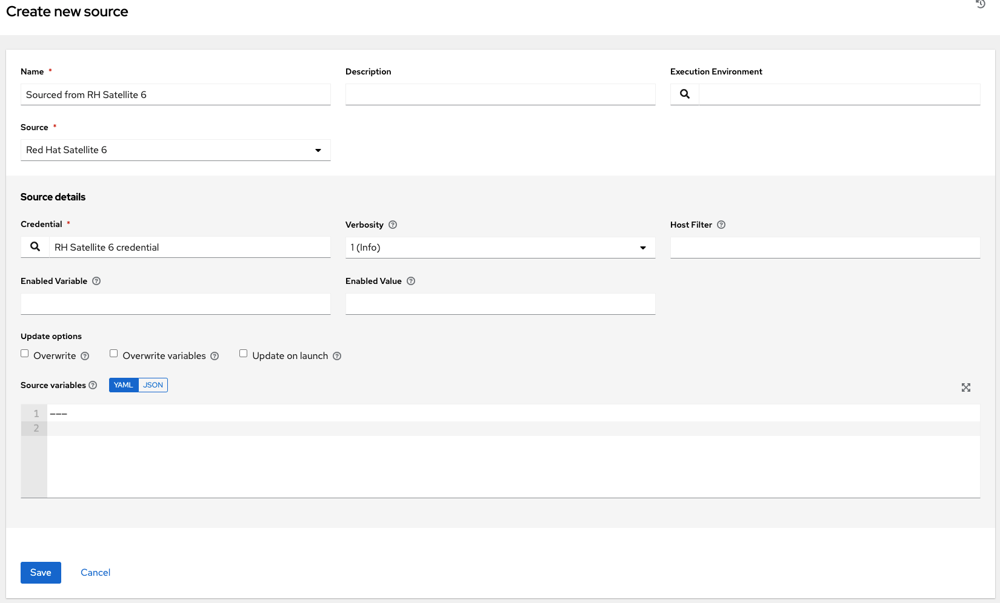 Create new source
Name *
Description
Execution Environment
Sourced from RH Satellite 6
Source *
Red Hat Satellite 6
Source details
Credential *
Verbosity
Host Filter
RH Satellite 6 credential
1 (Info)
Enabled Variable
Enabled Value
Update options
Overwrite
Overwrite variables
Update on launch
Source variables
YAML
JSON
1 ---
2
Save
Cancel